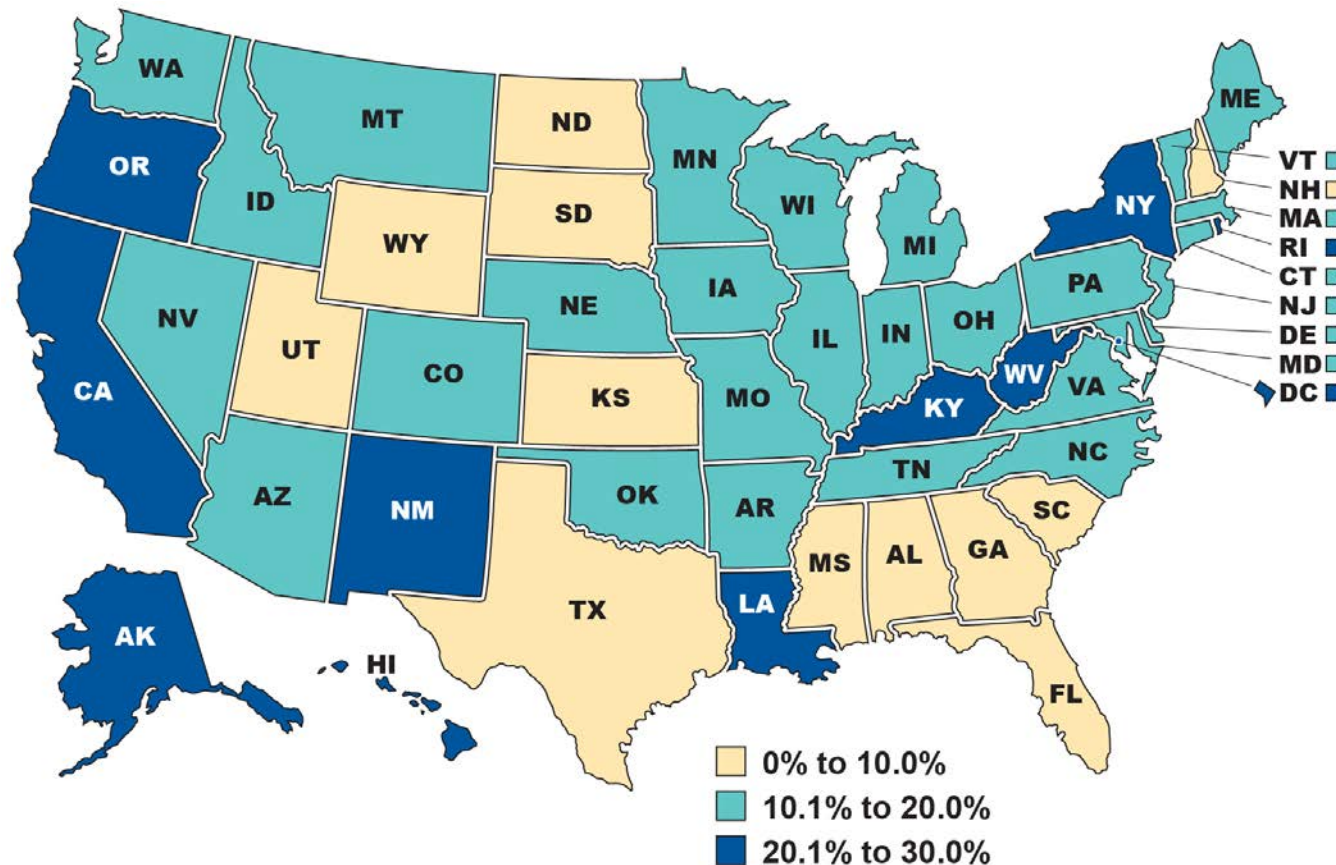 WA
MT
ND
MN
ME
OR
ID
SD
WI
MI
NY
VT
NH
MA
RI
CT
NJ
DE
MD
DC
WY
NE
IA
PA
NV
UT
CO
IL
IN
OH
CA
KS
MO
KY
WV
VA
AZ
NM
OK
AR
TN
NC
SC
MS
AL
GA
TX
LA
FL
AK
HI
0% to 10.0%
10.1% to 20.0%
20.1% to 30.0%